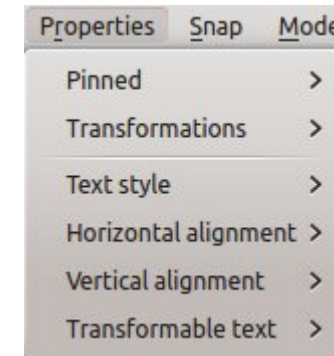 Properties Snap Mode
Pinned >
Transformations >
Text style >
Horizontal alignment >
Vertical alignment >
Transformable text >